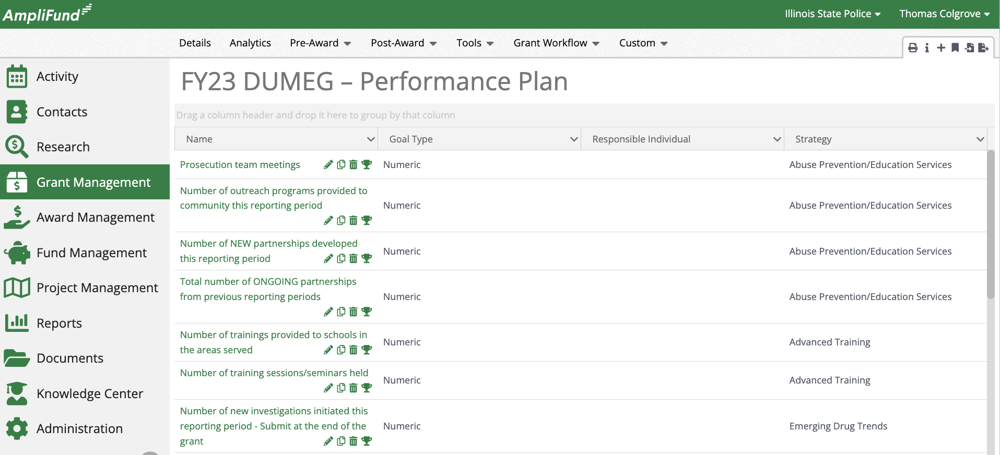 AmpliFund
Illinois State Police
Thomas Colgrove
Details
Analytics
Pre-Award
Post-Award
Tools
Grant Workflow
Custom
Activity
Contacts
Research
Grant Management
Award Management
Fund Management
Project Management
Reports
Documents
Knowledge Center
Administration
FY23 DUMEG – Performance Plan
Drag a column header and drop it here to group by that column
Name
Goal Type
Responsible Individual
Strategy
Prosecution team meetings
Numeric
Abuse Prevention/Education Services
Number of outreach programs provided to
community this reporting period
Numeric
Abuse Prevention/Education Services
Number of NEW partnerships developed
this reporting period
Numeric
Abuse Prevention/Education Services
Total number of ONGOING partnerships
from previous reporting periods
Numeric
Abuse Prevention/Education Services
Number of trainings provided to schools in
the areas served
Numeric
Advanced Training
Number of training sessions/seminars held
Numeric
Advanced Training
Number of new investigations initiated this
reporting period - Submit at the end of the
grant
Numeric
Emerging Drug Trends